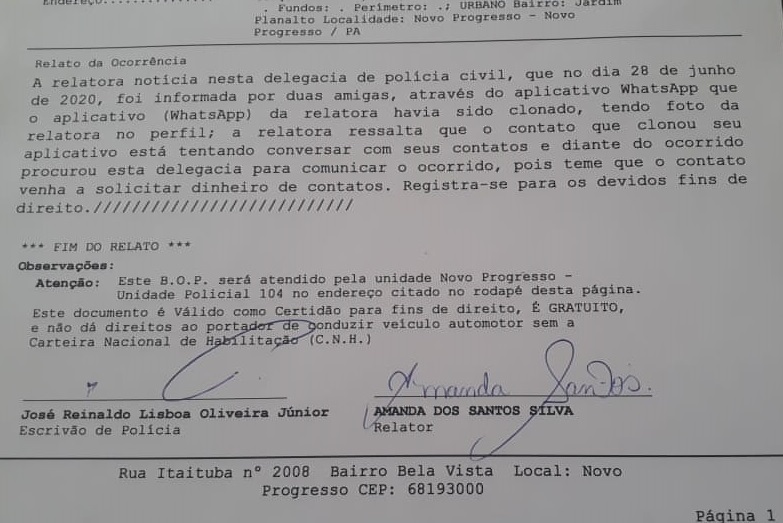 Endereço.................
. Fundos: . Perímetro: .; URBANO Bairro: Jardim
Planalto Localidade: Novo Progresso - Novo
Progresso / PA
Relato da Ocorrência
A relatora noticia nesta delegacia de polícia civil, que no dia 28 de junho
de 2020, foi informada por duas amigas, através do aplicativo WhatsApp que
o aplicativo (WhatsApp) da relatora havia sido clonado, tendo foto da
relatora no perfil; a relatora ressalta que o contato que clonou seu
aplicativo está tentando conversar com seus contatos e diante do ocorrido
procurou esta delegacia para comunicar o ocorrido, pois teme que o contato
venha a solicitar dinheiro de contatos. Registra-se para os devidos fins de
direito.///////////////////////////
*** FIM DO RELATO ***
Observações:
Atenção: Este B.O.P. será atendido pela unidade Novo Progresso -
Unidade Policial 104 no endereço citado no rodapé desta página.
Este documento é Válido como Certidão para fins de direito, É GRATUITO,
e não dá direitos ao portador de conduzir veículo automotor sem a
Carteira Nacional de Habilitação (C.N.H.)
Amanda Santos.
José Reinaldo Lisboa Oliveira Júnior
AMANDA DOS SANTOS SILVA
Escrivão de Polícia
Relator
Rua Itaituba nº 2008 Bairro Bela Vista Local: Novo
Progresso CEP: 68193000
Página 1